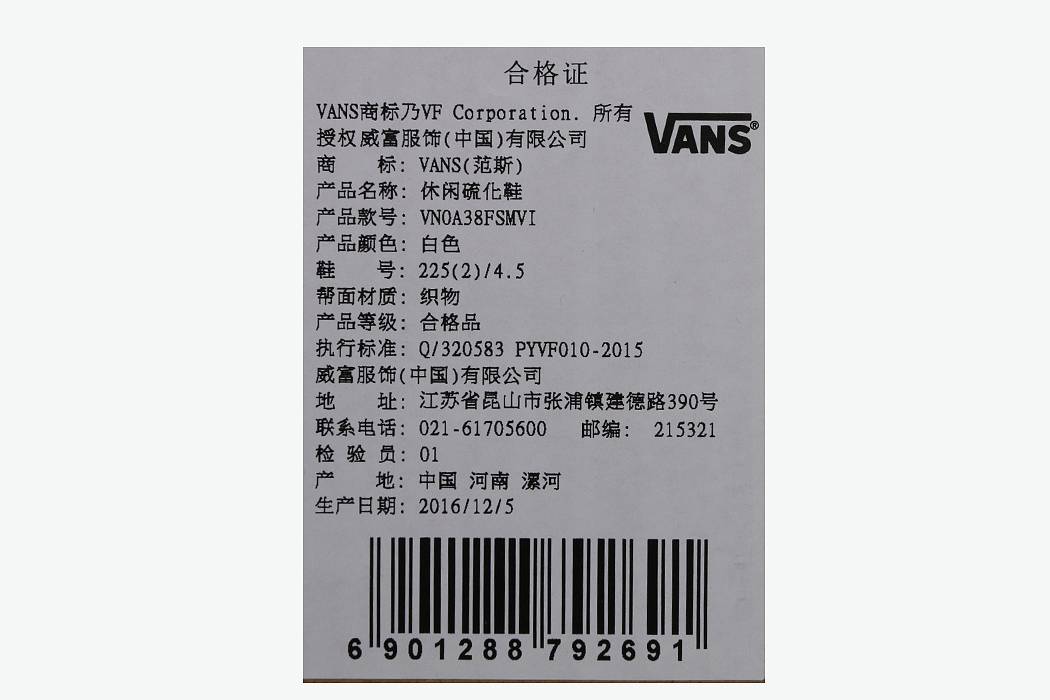 合格证
VANS商标乃VF Corporation. 所有
VANS®
授权威富服饰(中国)有限公司
商 标: VANS(范斯)
产品名称: 休闲硫化鞋
产品款号: VN0A38FSMVI
产品颜色: 白色
鞋 号: 225(2)/4.5
帮面材质: 织物
产品等级: 合格品
执行标准: Q/320583 PYVF010-2015
威富服饰(中国)有限公司
地 址: 江苏省昆山市张浦镇建德路390号
联系电话: 021-61705600 邮编: 215321
检 验 员: 01
产 地: 中国 河南 漯河
生产日期: 2016/12/5
6 901288 792691